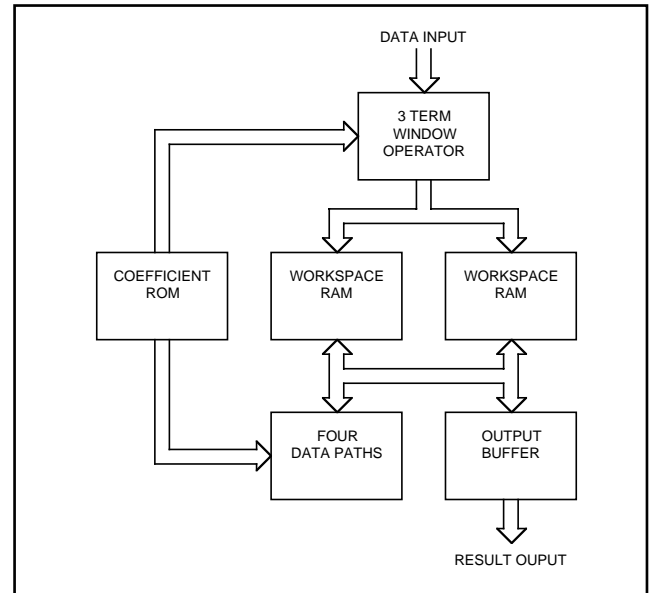 DATA INPUT
3 TERM
WINDOW
OPERATOR
COEFFICIENT
ROM
WORKSPACE
RAM
WORKSPACE
RAM
FOUR
DATA PATHS
OUTPUT
BUFFER
RESULT OUPUT